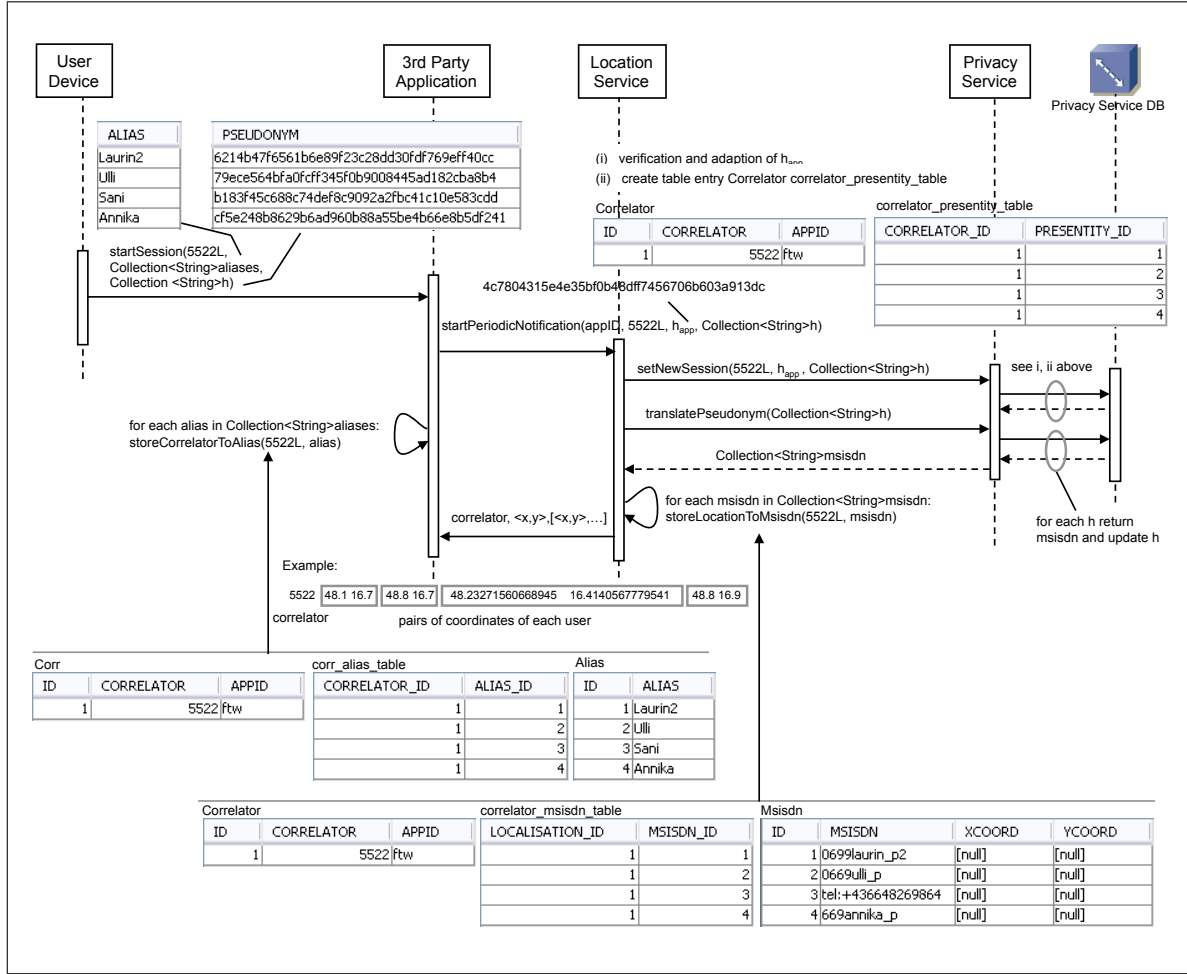 User
Device
3rd Party
Application
Location
Service
Privacy
Service
Privacy Service DB
ALIAS
Laurin2
Ulli
Sani
Annika
PSEUDONYM
6214b47f6561b6e89f23c28dd30fdf769eff40cc
79ece564bfa0fcff345f0b9008445ad182cba8b4
b183f45c688c74def8c9092a2fbc41c10e583cdd
cf5e248b8629b6ad960b88a55be4b66e8b5df241
(i) verification and adaption of happ
(ii) create table entry Correlator correlator_presentity_table
Correlator
ID CORRELATOR APPID
1 5522 ftw
correlator_presentity_table
CORRELATOR_ID PRESENTITY_ID
1 1
1 2
1 3
1 4
startSession(5522L,
Collection<String>aliases,
Collection <String>h)
4c7804315e4e35bf0b48dff7456706b603a913dc
startPeriodicNotification(appID, 5522L, happ, Collection<String>h)
setNewSession(5522L, happ , Collection<String>h)
see i, ii above
translatePseudonym(Collection<String>h)
for each alias in Collection<String>aliases:
storeCorrelatorToAlias(5522L, alias)
Collection<String>msisdn
for each msisdn in Collection<String>msisdn:
storeLocationToMsisdn(5522L, msisdn)
for each h return
msisdn and update h
correlator, <x,y>,[<x,y>,…]
Example:
5522 48.1 16.7 48.8 16.7 48.23271560668945 16.4140567779541 48.8 16.9
correlator
pairs of coordinates of each user
Corr
ID CORRELATOR APPID
1 5522 ftw
corr_alias_table
CORRELATOR_ID ALIAS_ID
1 1
1 2
1 3
1 4
Alias
ID ALIAS
1 Laurin2
2 Ulli
3 Sani
4 Annika
Correlator
ID CORRELATOR APPID
1 5522 ftw
correlator_msisdn_table
LOCALISATION_ID MSISDN_ID
1 1
1 2
1 3
1 4
Msisdn
ID MSISDN XCOORD YCOORD
1 0699laurin_p2 [null] [null]
2 0669ulli_p [null] [null]
3 tel:+436648269864 [null] [null]
4 669annika_p [null] [null]